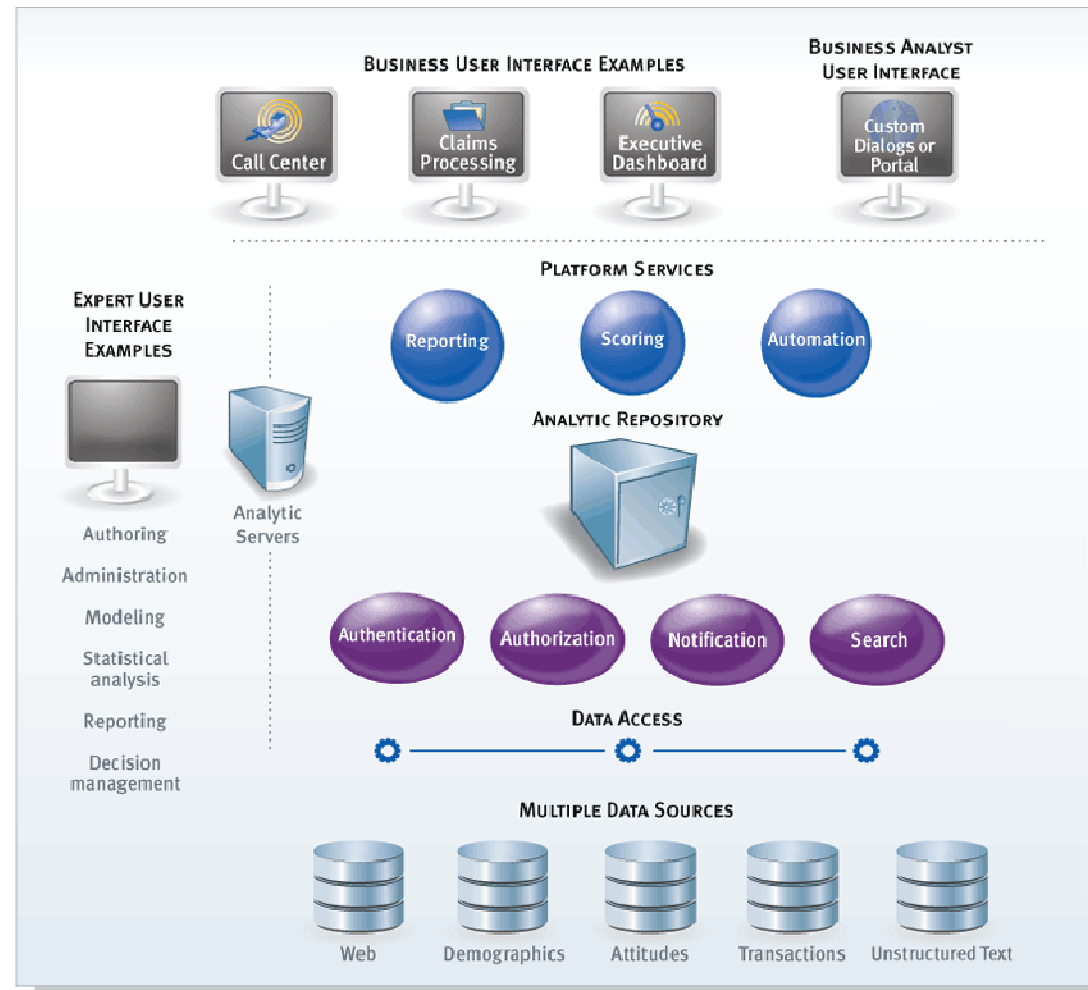 BUSINESS USER INTERFACE EXAMPLES
BUSINESS ANALYST
USER INTERFACE
Call Center
Claims
Processing
Executive
Dashboard
Custom
Dialogs or
Portal
PLATFORM SERVICES
EXPERT USER
INTERFACE
EXAMPLES
Reporting
Scoring
Automation
ANALYTIC REPOSITORY
Analytic
Servers
Authoring
Administration
Modeling
Statistical
analysis
Reporting
Decision
management
Authentication
Authorization
Notification
Search
DATA ACCESS
MULTIPLE DATA SOURCES
Web
Demographics
Attitudes
Transactions
Unstructured Text